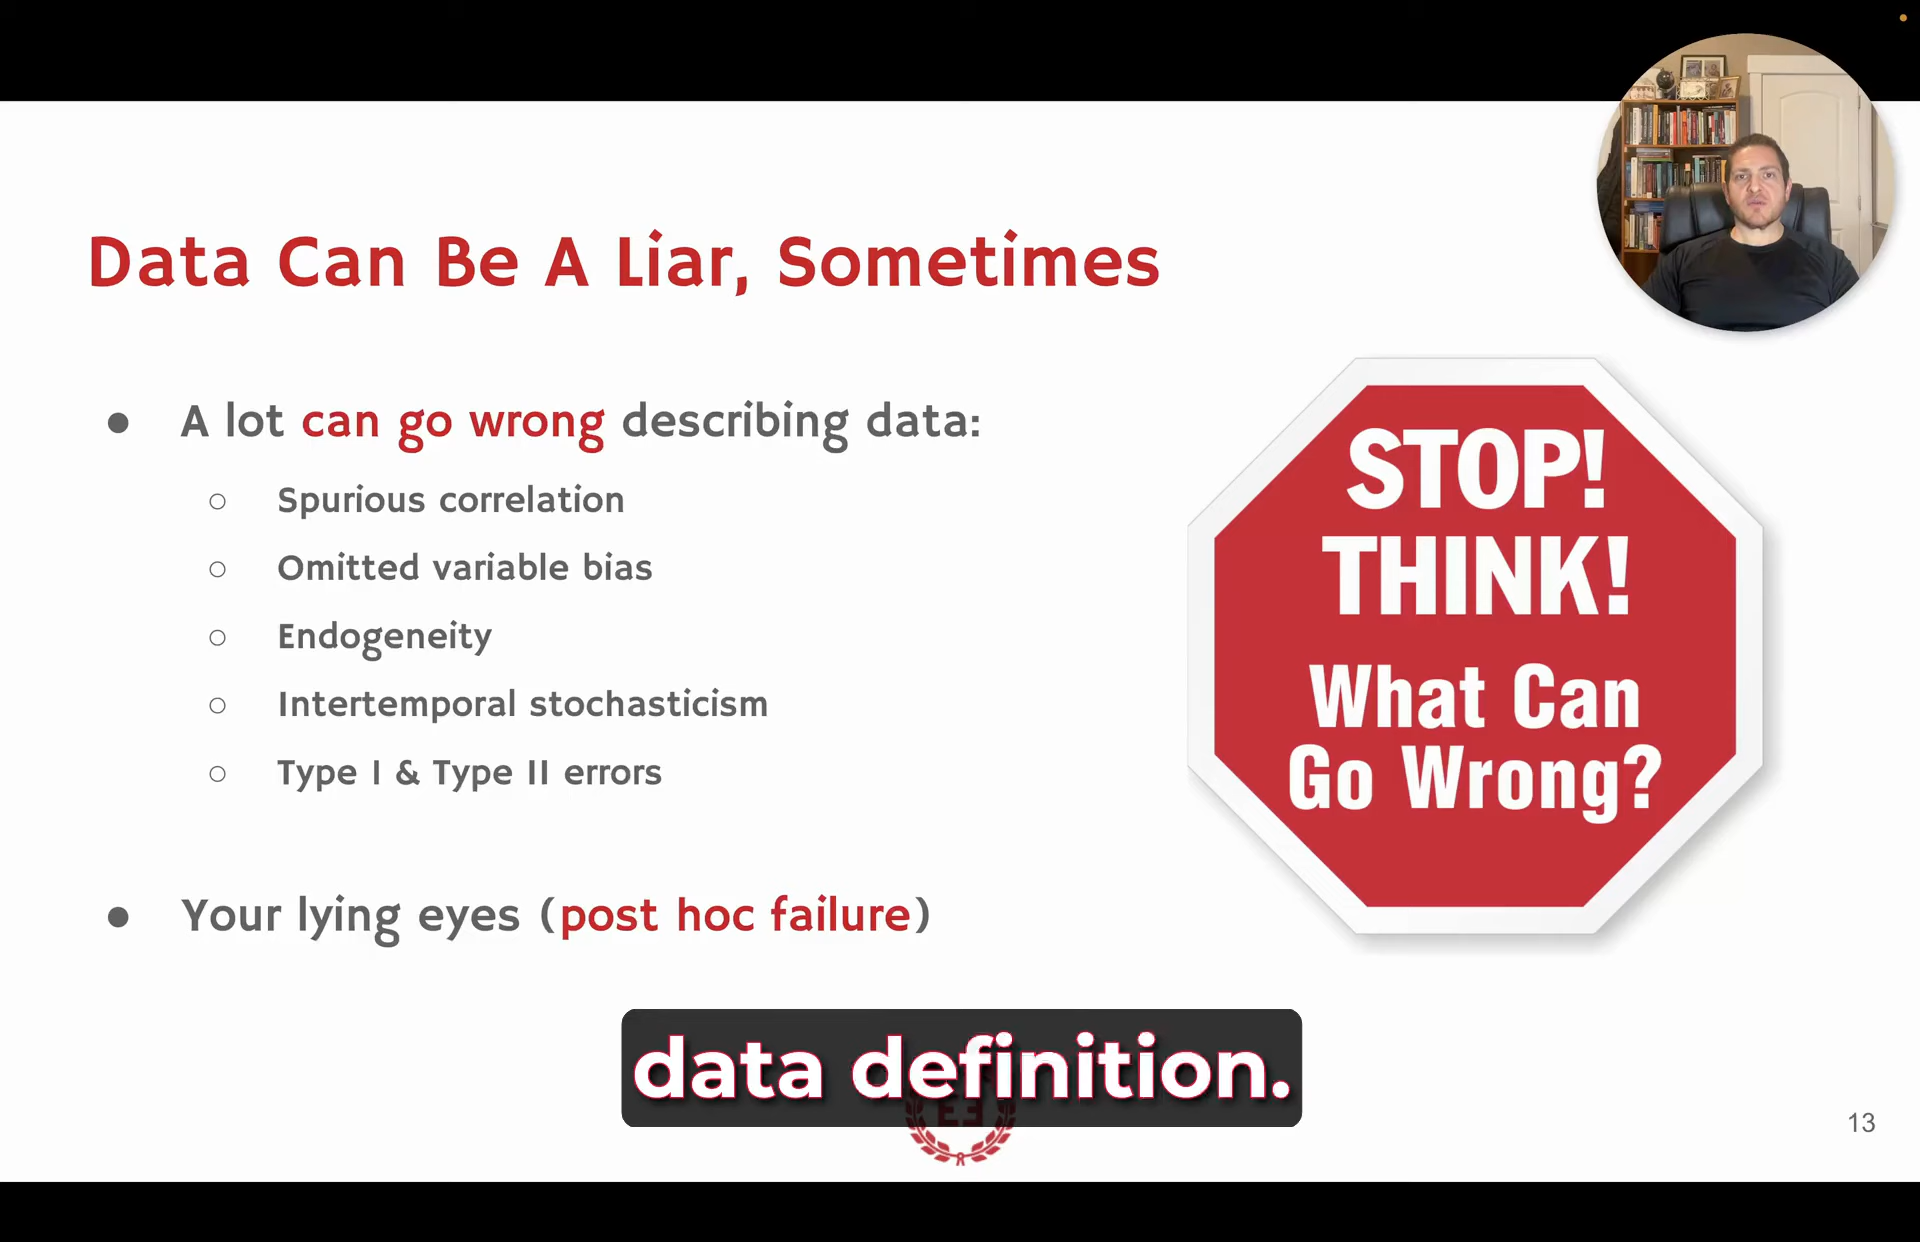 Data Can Be A Liar, Sometimes
● A lot can go wrong describing data:
○ Spurious correlation
○ Omitted variable bias
○ Endogeneity
○ Intertemporal stochasticism
○ Type I & Type II errors
● Your lying eyes (post hoc failure)
STOP!
THINK!
What Can
Go Wrong?
data definition.
13